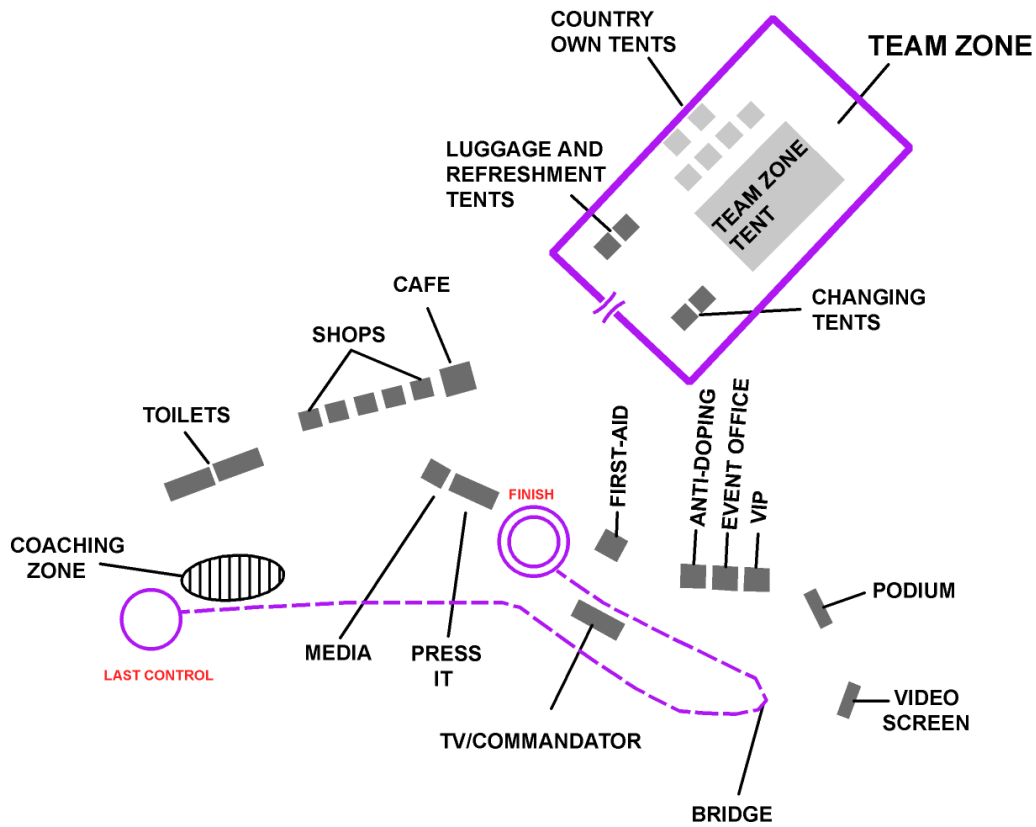 COUNTRY
OWN TENTS
TEAM ZONE
LUGGAGE AND
REFRESHMENT
TENTS
TEAM ZONE
TENT
CAFE
CHANGING
TENTS
SHOPS
TOILETS
FIRST-AID
ANTI-DOPING
EVENT OFFICE
VIP
FINISH
COACHING
ZONE
PODIUM
MEDIA
PRESS
IT
LAST CONTROL
VIDEO
SCREEN
TV/COMMANDATOR
BRIDGE